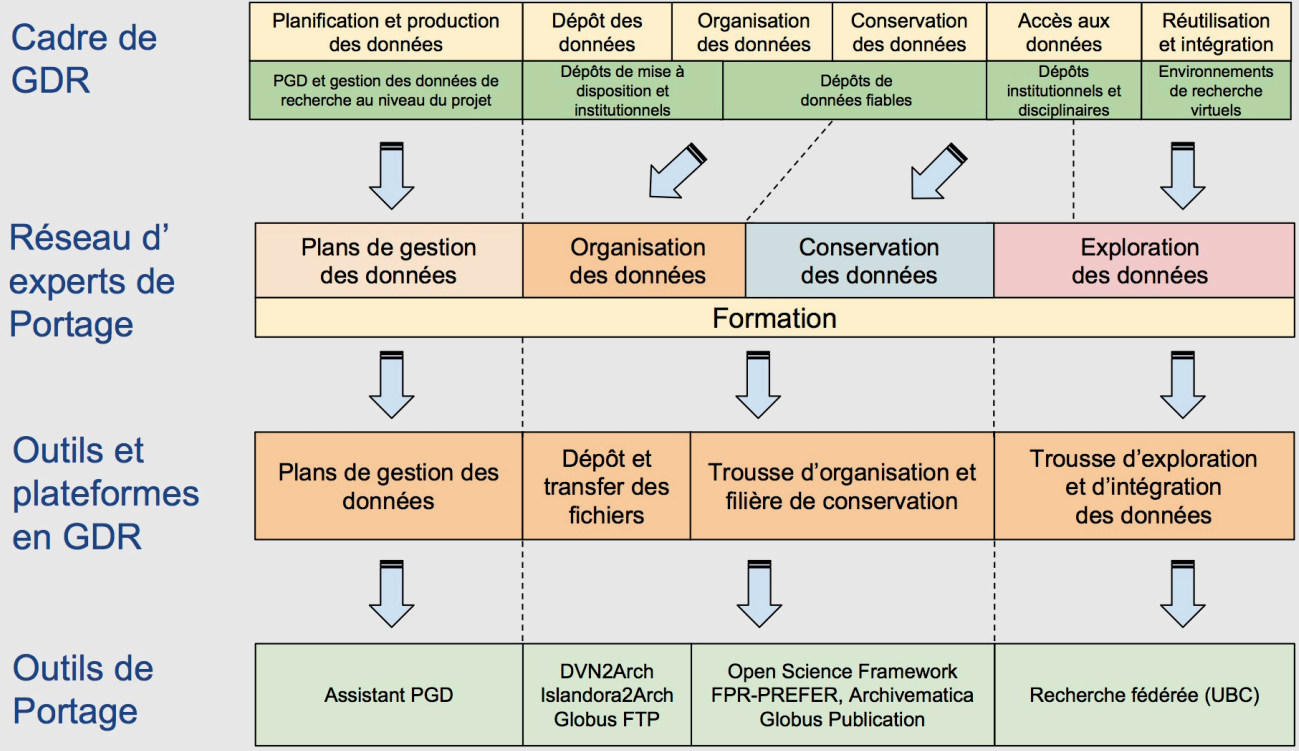 Cadre de
GDR
Planification et production
des données
Dépôt des
données
Organisation
des données
Conservation
des données
Accès aux
données
Réutilisation
et intégration
PGD et gestion des données de
recherche au niveau du projet
Dépôts de mise à
disposition et
institutionnels
Dépôts de
données fiables
Dépôts
institutionnels et
disciplinaires
Environnements
de recherche
virtuels
Réseau d’
experts de
Portage
Plans de gestion
des données
Organisation
des données
Conservation
des données
Exploration
des données
Formation
Outils et
plateformes
en GDR
Plans de gestion des
données
Dépôt et
transfer des
fichiers
Trousse d’organisation et
filière de conservation
Trousse d’exploration
et d’intégration
des données
Outils de
Portage
Assistant PGD
DVN2Arch
Islandora2Arch
Globus FTP
Open Science Framework
FPR-PREFER, Archivematica
Globus Publication
Recherche fédérée (UBC)